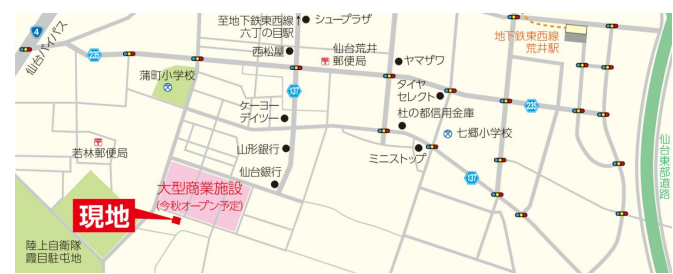 4
仙台バイパス
235
至地下鉄東西線
六丁の目駅
シュープラザ
西松屋
仙台荒井
郵便局
ヤマザワ
地下鉄東西線
荒井駅
蒲町小学校
137
タイヤ
セレクト
235
ケーヨー
デイツー
杜の都信用金庫
七郷小学校
若林郵便局
山形銀行
ミニストップ
仙台銀行
137
仙台東部道路
大型商業施設
(今秋オープン予定)
現地
陸上自衛隊
霞目駐屯地